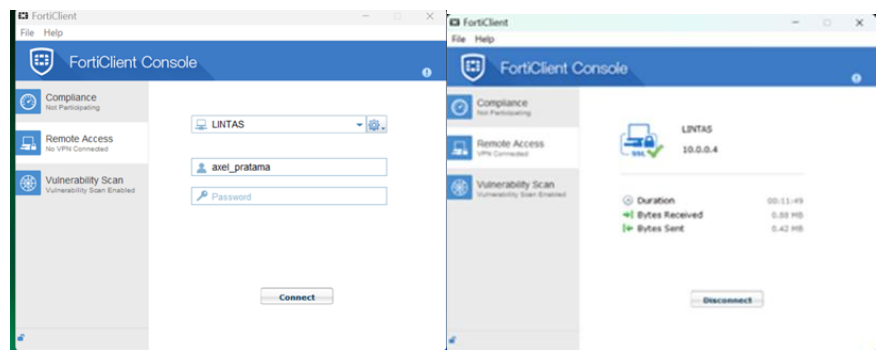 FortiClient
File Help
FortiClient Console
Compliance
Not Participating
Remote Access
No VPN Connected
Vulnerability Scan
Vulnerability Scan Enabled
LINTAS
axel_pratama
Password
Connect
FortiClient
File Help
FortiClient Console
Compliance
Not Participating
Remote Access
VPN Connected
Vulnerability Scan
Vulnerability Scan Enabled
SSL
LINTAS
10.0.0.4
Duration 00:11:49
Bytes Received 0.88 MB
Bytes Sent 0.42 MB
Disconnect